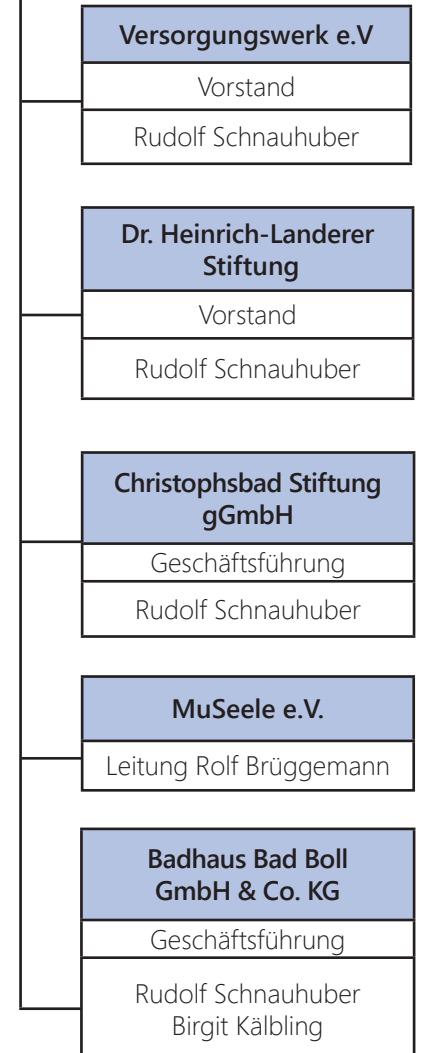 Versorgungswerk e.V
Vorstand
Rudolf Schnauhuber
Dr. Heinrich-Landerer
Stiftung
Vorstand
Rudolf Schnauhuber
Christophsbad Stiftung
gGmbH
Geschäftsführung
Rudolf Schnauhuber
MuSeele e.V.
Leitung Rolf Brüggemann
Badhaus Bad Boll
GmbH & Co. KG
Geschäftsführung
Rudolf Schnauhuber
Birgit Kälbling